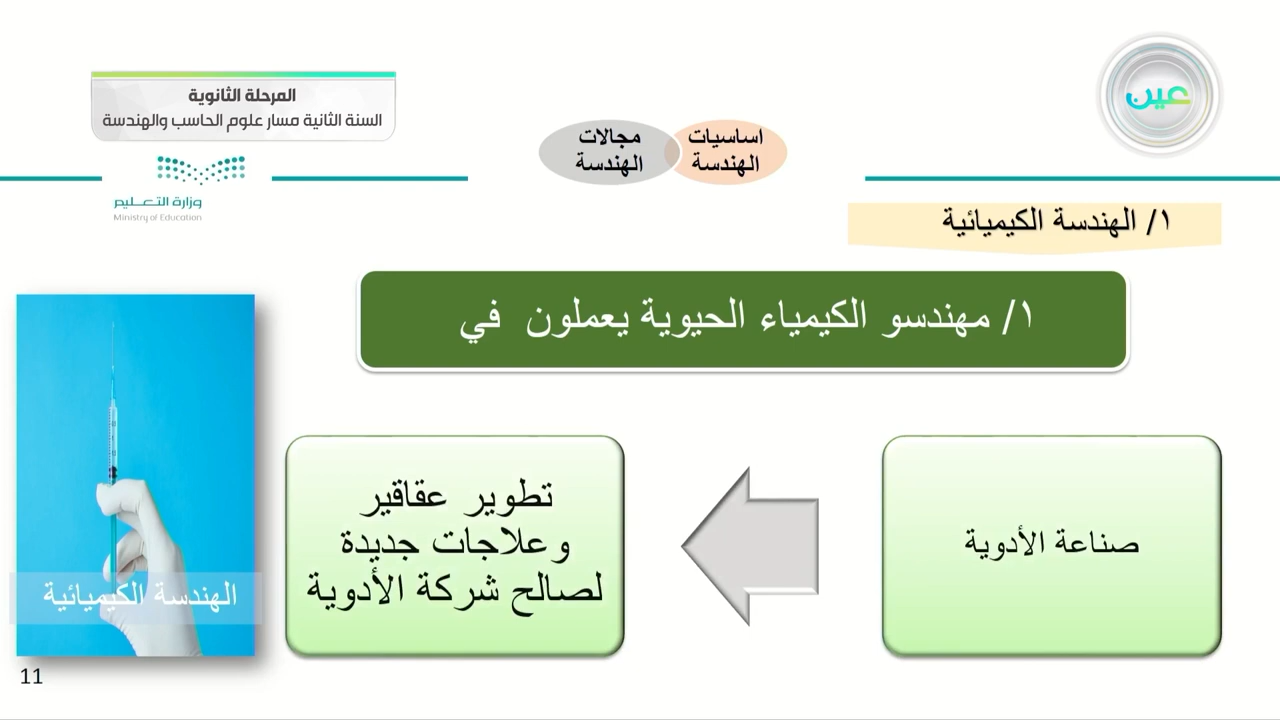 عين
المرحلة الثانوية
السنة الثانية مسار علوم الحاسب والهندسة
وزارة التعليم
Ministry of Education
اساسيات
الهندسة
مجالات
الهندسة
١/ الهندسة الكيميائية
١/ مهندسو الكيمياء الحيوية يعملون في
صناعة الأدوية
تطوير عقاقير
وعلاجات جديدة
لصالح شركة الأدوية
الهندسة الكيميائية
11